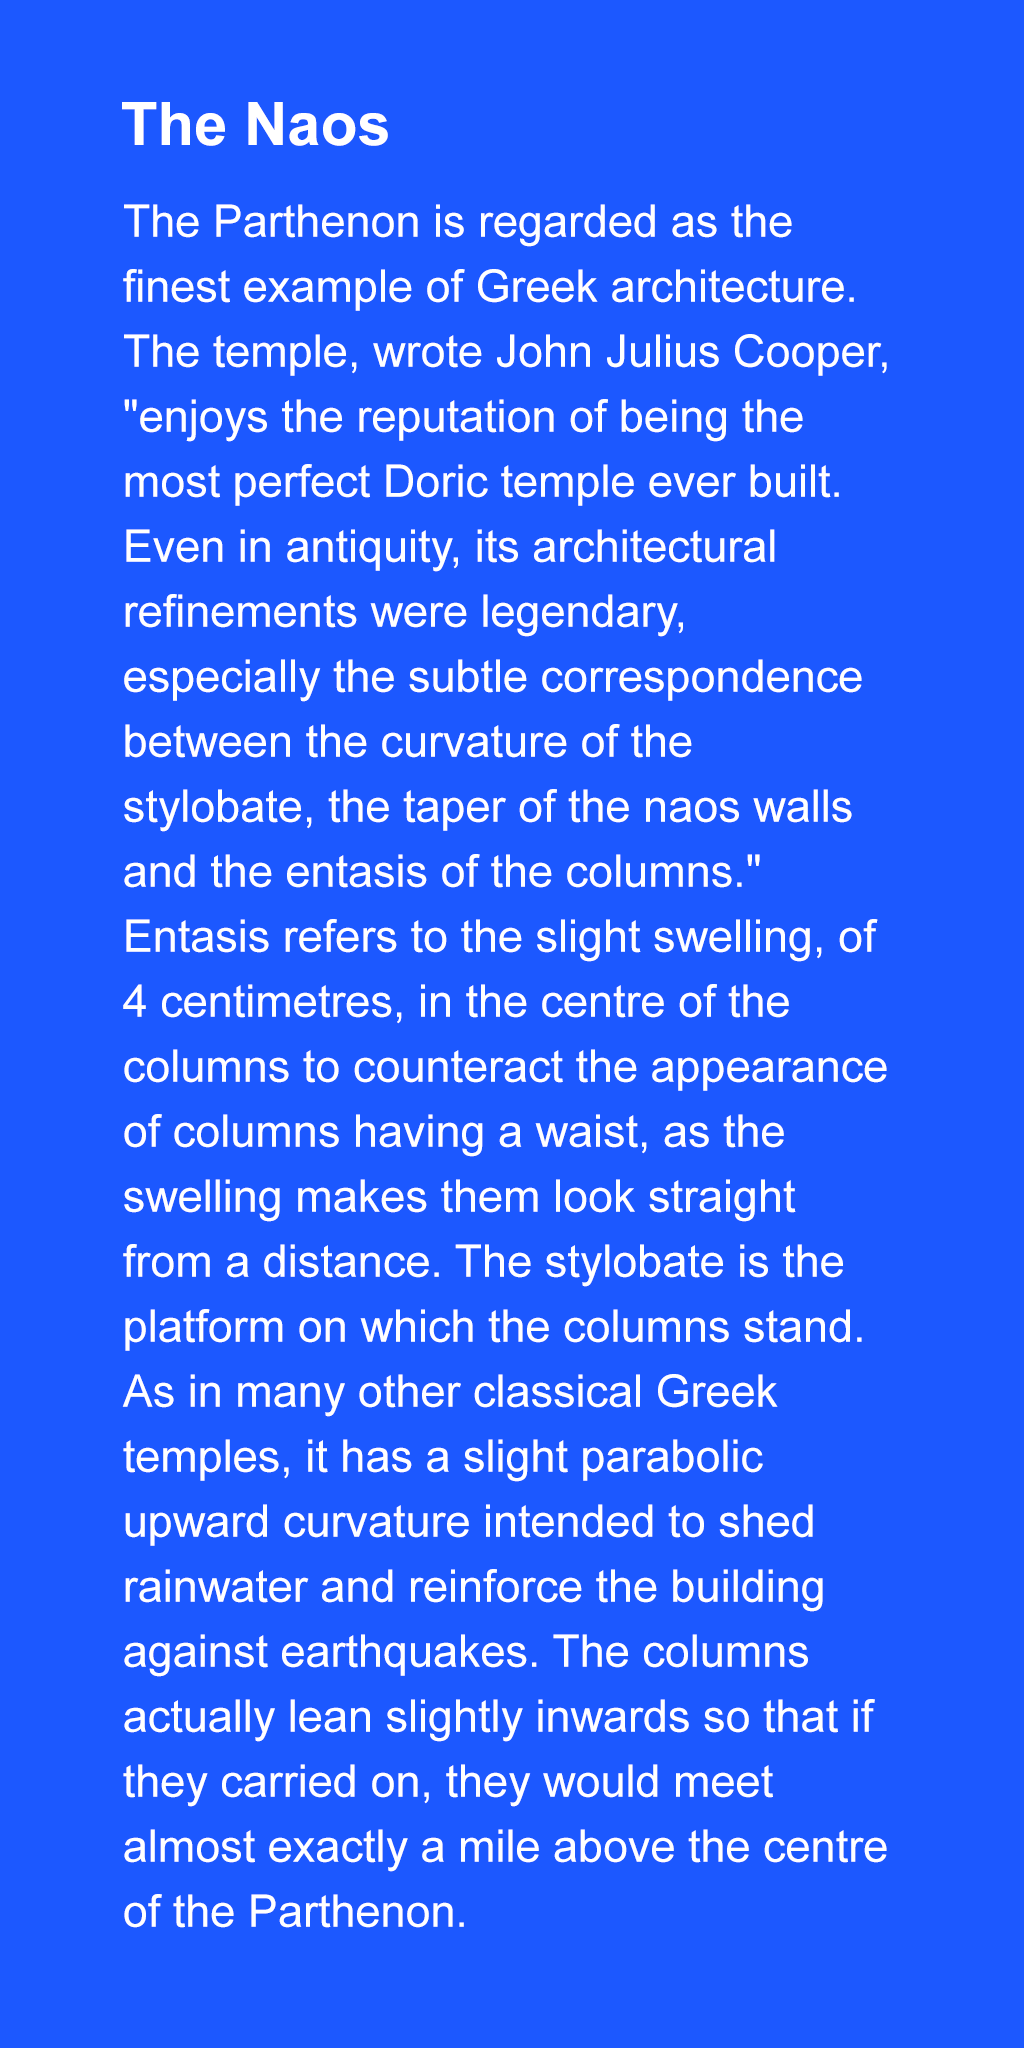 The Naos
The Parthenon is regarded as the
finest example of Greek architecture.
The temple, wrote John Julius Cooper,
"enjoys the reputation of being the
most perfect Doric temple ever built.
Even in antiquity, its architectural
refinements were legendary,
especially the subtle correspondence
between the curvature of the
stylobate, the taper of the naos walls
and the entasis of the columns."
Entasis refers to the slight swelling, of
4 centimetres, in the centre of the
columns to counteract the appearance
of columns having a waist, as the
swelling makes them look straight
from a distance. The stylobate is the
platform on which the columns stand.
As in many other classical Greek
temples, it has a slight parabolic
upward curvature intended to shed
rainwater and reinforce the building
against earthquakes. The columns
actually lean slightly inwards so that if
they carried on, they would meet
almost exactly a mile above the centre
of the Parthenon.